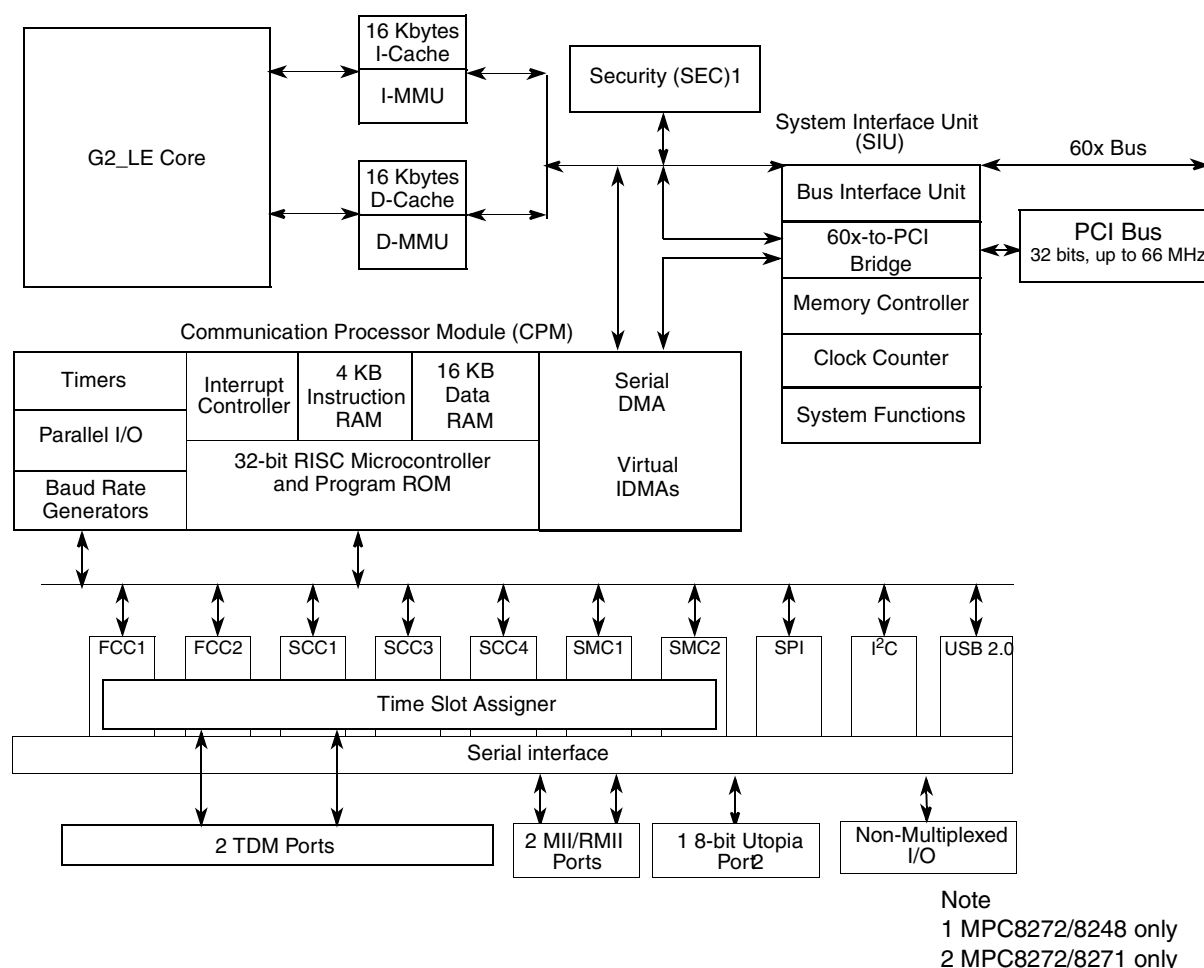 16 Kbytes
I-Cache
I-MMU
G2_LE Core
16 Kbytes
D-Cache
D-MMU
Security (SEC)1
System Interface Unit
(SIU)
60x Bus
Bus Interface Unit
60x-to-PCI
Bridge
Memory Controller
Clock Counter
System Functions
PCI Bus
32 bits, up to 66 MHz
Communication Processor Module (CPM)
Timers
Parallel I/O
Baud Rate
Generators
Interrupt
Controller
4 KB
Instruction
RAM
16 KB
Data
RAM
32-bit RISC Microcontroller
and Program ROM
Serial
DMA
Virtual
IDMAs
FCC1
FCC2
SCC1
SCC3
SCC4
SMC1
SMC2
SPI
I²C
USB 2.0
Time Slot Assigner
Serial interface
2 TDM Ports
2 MII/RMII
Ports
1 8-bit Utopia
Port2
Non-Multiplexed
I/O
Note
1 MPC8272/8248 only
2 MPC8272/8271 only